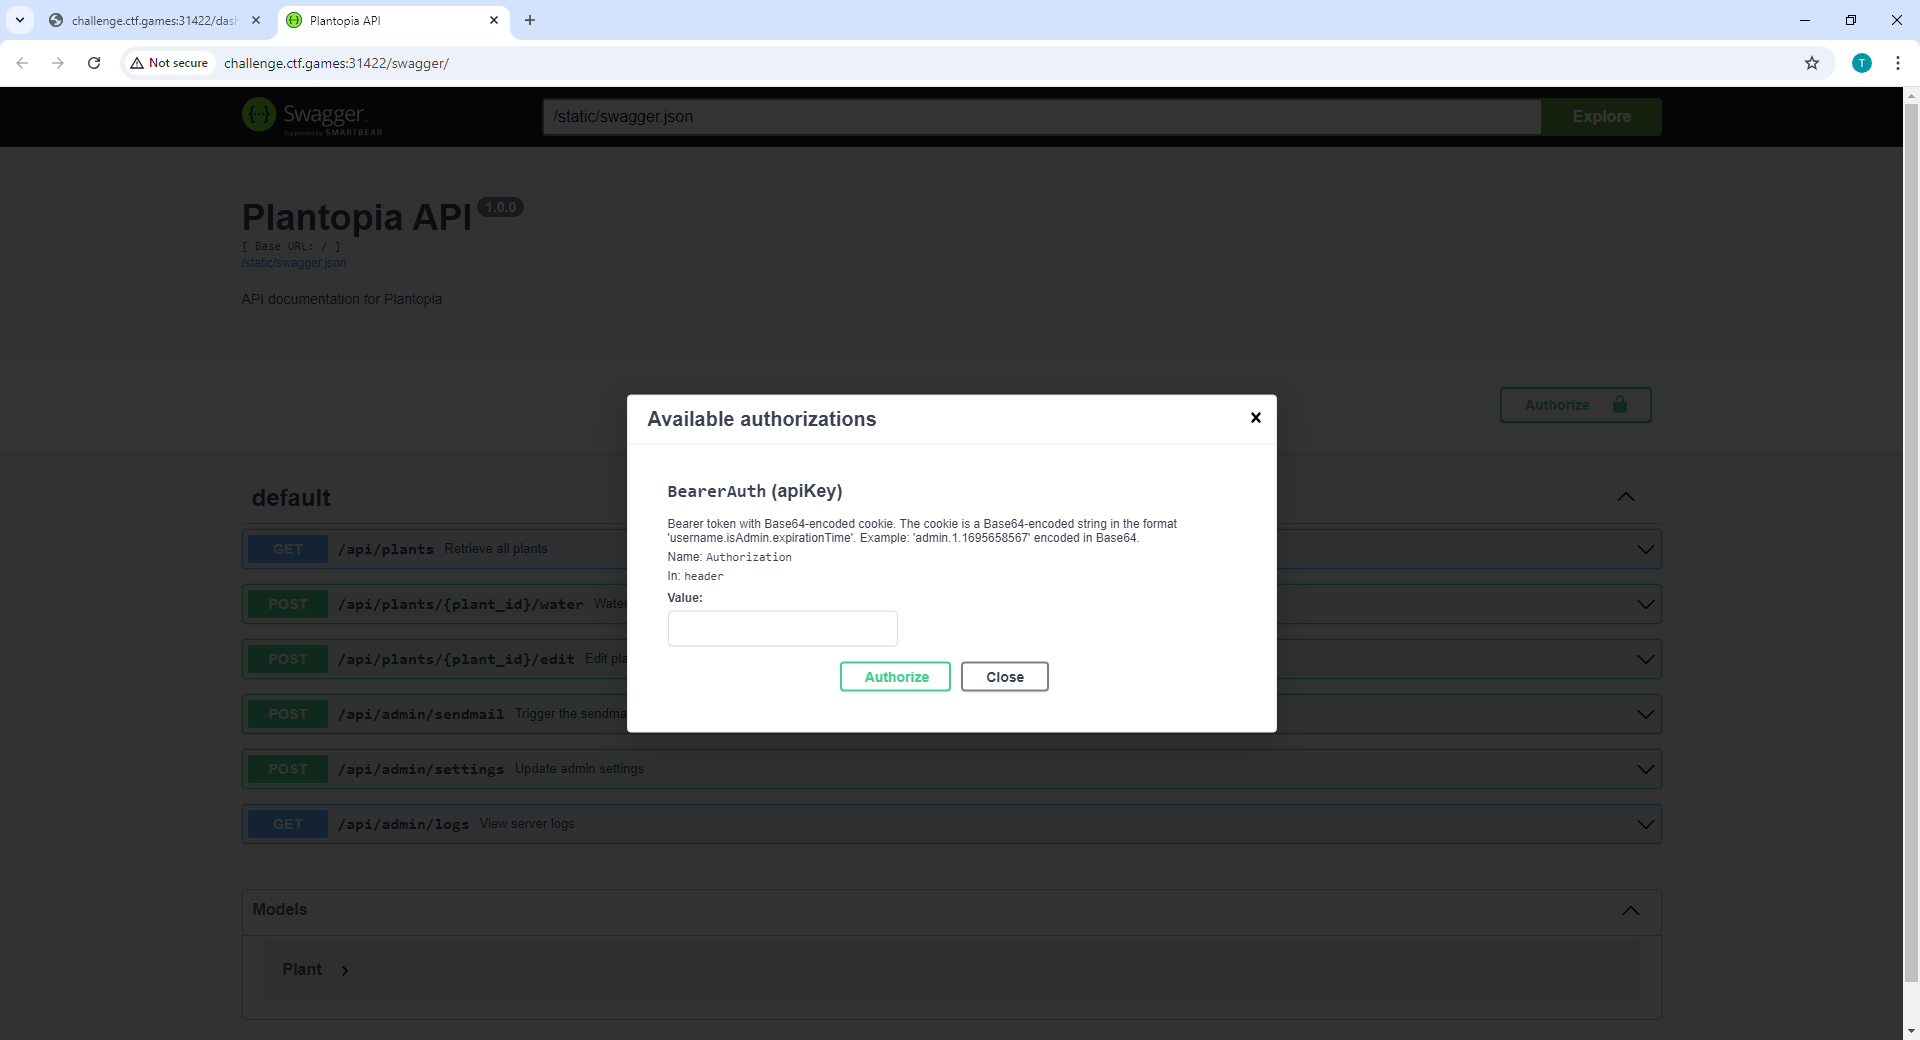 challenge.ctf.games:31422/das
Plantopia API
Not secure
challenge.ctf.games:31422/swagger/
T
Swagger
Supported by SMARTBEAR
/static/swagger.json
Explore
Plantopia API 1.0.0
[ Base URL: / ]
/static/swagger.json
API documentation for Plantopia
Authorize
Available authorizations
BearerAuth (apiKey)
Bearer token with Base64-encoded cookie. The cookie is a Base64-encoded string in the format
'username.isAdmin.expirationTime'. Example: 'admin.1.1695658567' encoded in Base64.
Name: Authorization
In: header
Value:
Authorize
Close
default
GET /api/plants Retrieve all plants
POST /api/plants/{plant_id}/water Water
POST /api/plants/{plant_id}/edit Edit pla
POST /api/admin/sendmail Trigger the sendma
POST /api/admin/settings Update admin settings
GET /api/admin/logs View server logs
Models
Plant